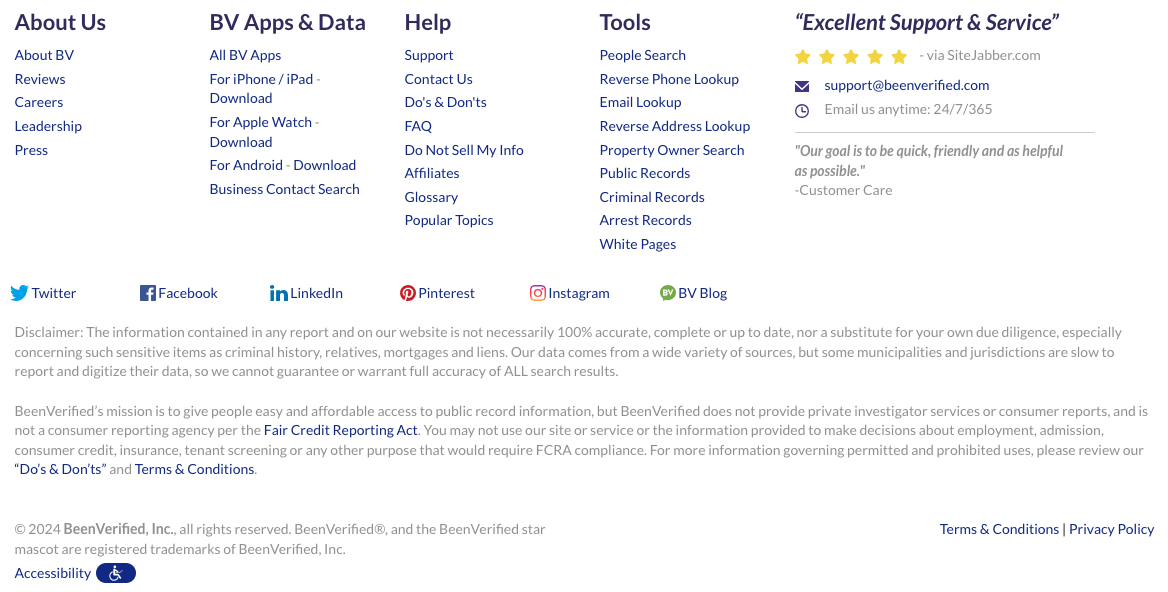 About Us
About BV
Reviews
Careers
Leadership
Press
BV Apps & Data
All BV Apps
For iPhone / iPad -
Download
For Apple Watch -
Download
For Android - Download
Business Contact Search
Help
Support
Contact Us
Do's & Don'ts
FAQ
Do Not Sell My Info
Affiliates
Glossary
Popular Topics
Tools
People Search
Reverse Phone Lookup
Email Lookup
Reverse Address Lookup
Property Owner Search
Public Records
Criminal Records
Arrest Records
White Pages
“Excellent Support & Service”
- via SiteJabber.com
support@beenverified.com
Email us anytime: 24/7/365
"Our goal is to be quick, friendly and as helpful
as possible."
-Customer Care
Twitter
Facebook
LinkedIn
Pinterest
Instagram
BV BV Blog
Disclaimer: The information contained in any report and on our website is not necessarily 100% accurate, complete or up to date, nor a substitute for your own due diligence, especially
concerning such sensitive items as criminal history, relatives, mortgages and liens. Our data comes from a wide variety of sources, but some municipalities and jurisdictions are slow to
report and digitize their data, so we cannot guarantee or warrant full accuracy of ALL search results.
BeenVerified’s mission is to give people easy and affordable access to public record information, but BeenVerified does not provide private investigator services or consumer reports, and is
not a consumer reporting agency per the Fair Credit Reporting Act. You may not use our site or service or the information provided to make decisions about employment, admission,
consumer credit, insurance, tenant screening or any other purpose that would require FCRA compliance. For more information governing permitted and prohibited uses, please review our
“Do’s & Don’ts” and Terms & Conditions.
© 2024 BeenVerified, Inc., all rights reserved. BeenVerified®, and the BeenVerified star
mascot are registered trademarks of BeenVerified, Inc.
Accessibility
Terms & Conditions | Privacy Policy